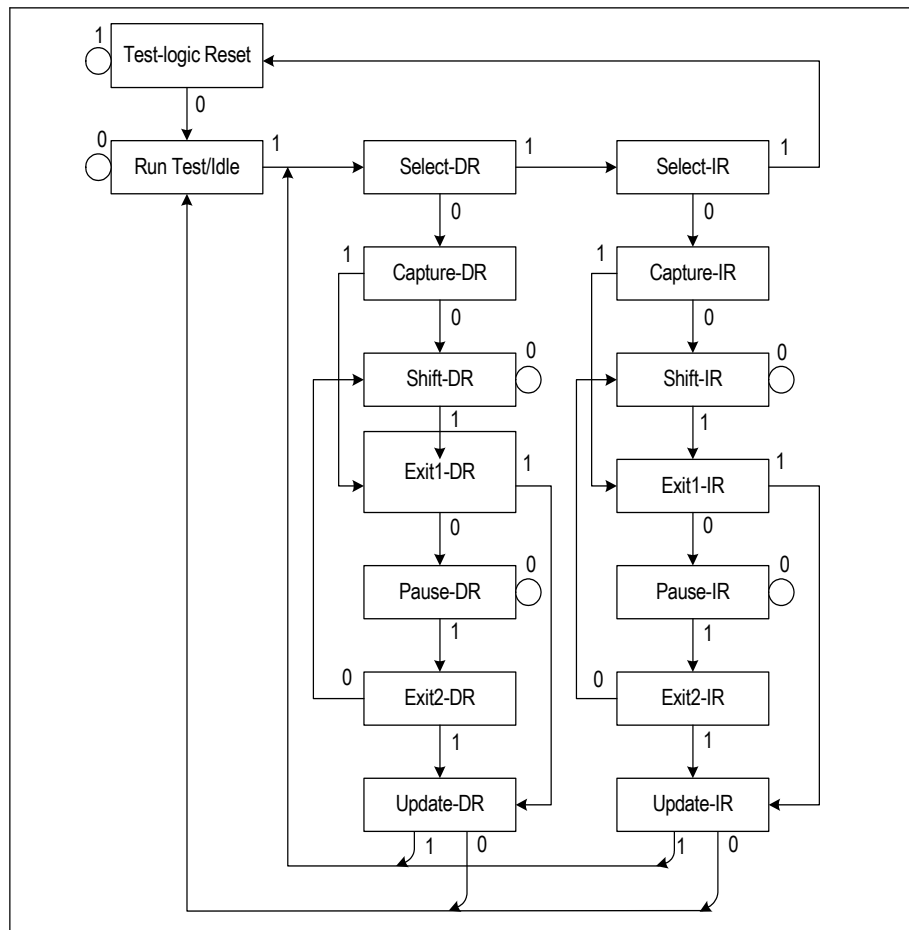 1
Test-logic Reset
0
0
Run Test/Idle
1
Select-DR
1
Select-IR
1
0
0
1
Capture-DR
1
Capture-IR
0
0
Shift-DR
0
Shift-IR
0
1
1
Exit1-DR
1
Exit1-IR
1
0
0
Pause-DR
0
Pause-IR
0
1
1
0
Exit2-DR
0
Exit2-IR
1
1
Update-DR
Update-IR
1
0
1
0